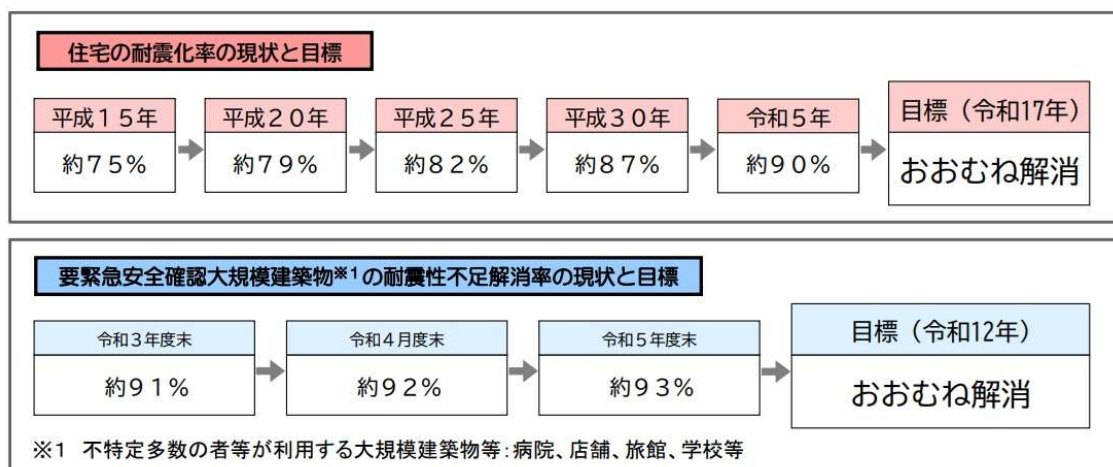 住宅の耐震化率の現状と目標
平成15年
約75%
平成20年
約79%
平成25年
約82%
平成30年
約87%
令和5年
約90%
目標(令和17年)
おおむね解消
要緊急安全確認大規模建築物※1の耐震性不足解消率の現状と目標
令和3年度末
約91%
令和4月度末
約92%
令和5年度末
約93%
目標(令和12年)
おおむね解消
※1 不特定多数の者等が利用する大規模建築物等:病院、店舗、旅館、学校等